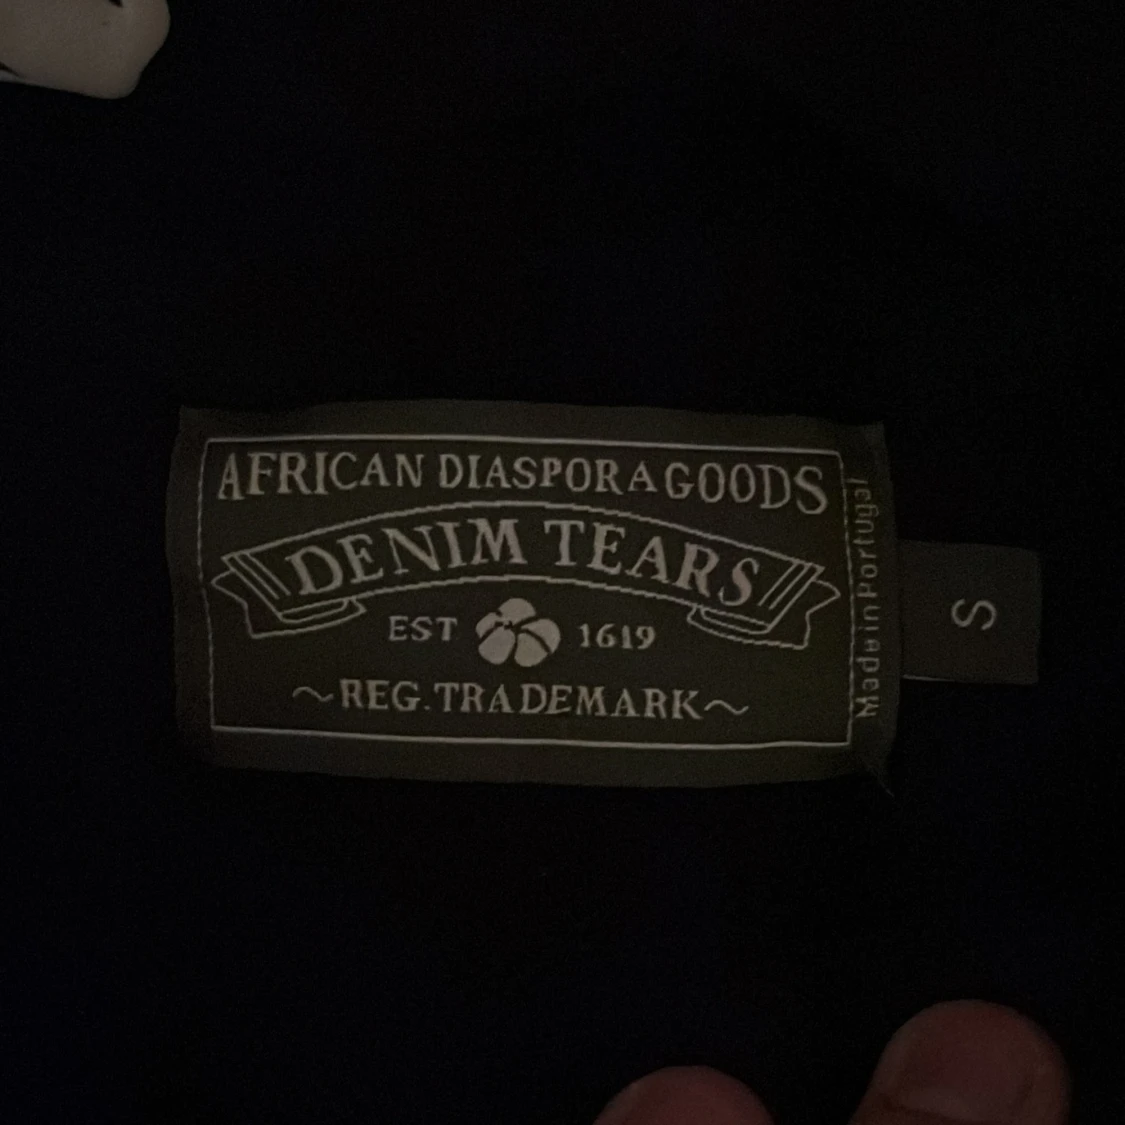 AFRICAN DIASPORA GOODS
DENIM TEARS
EST 1619
~REG.TRADEMARK~
Made in Portugal
S